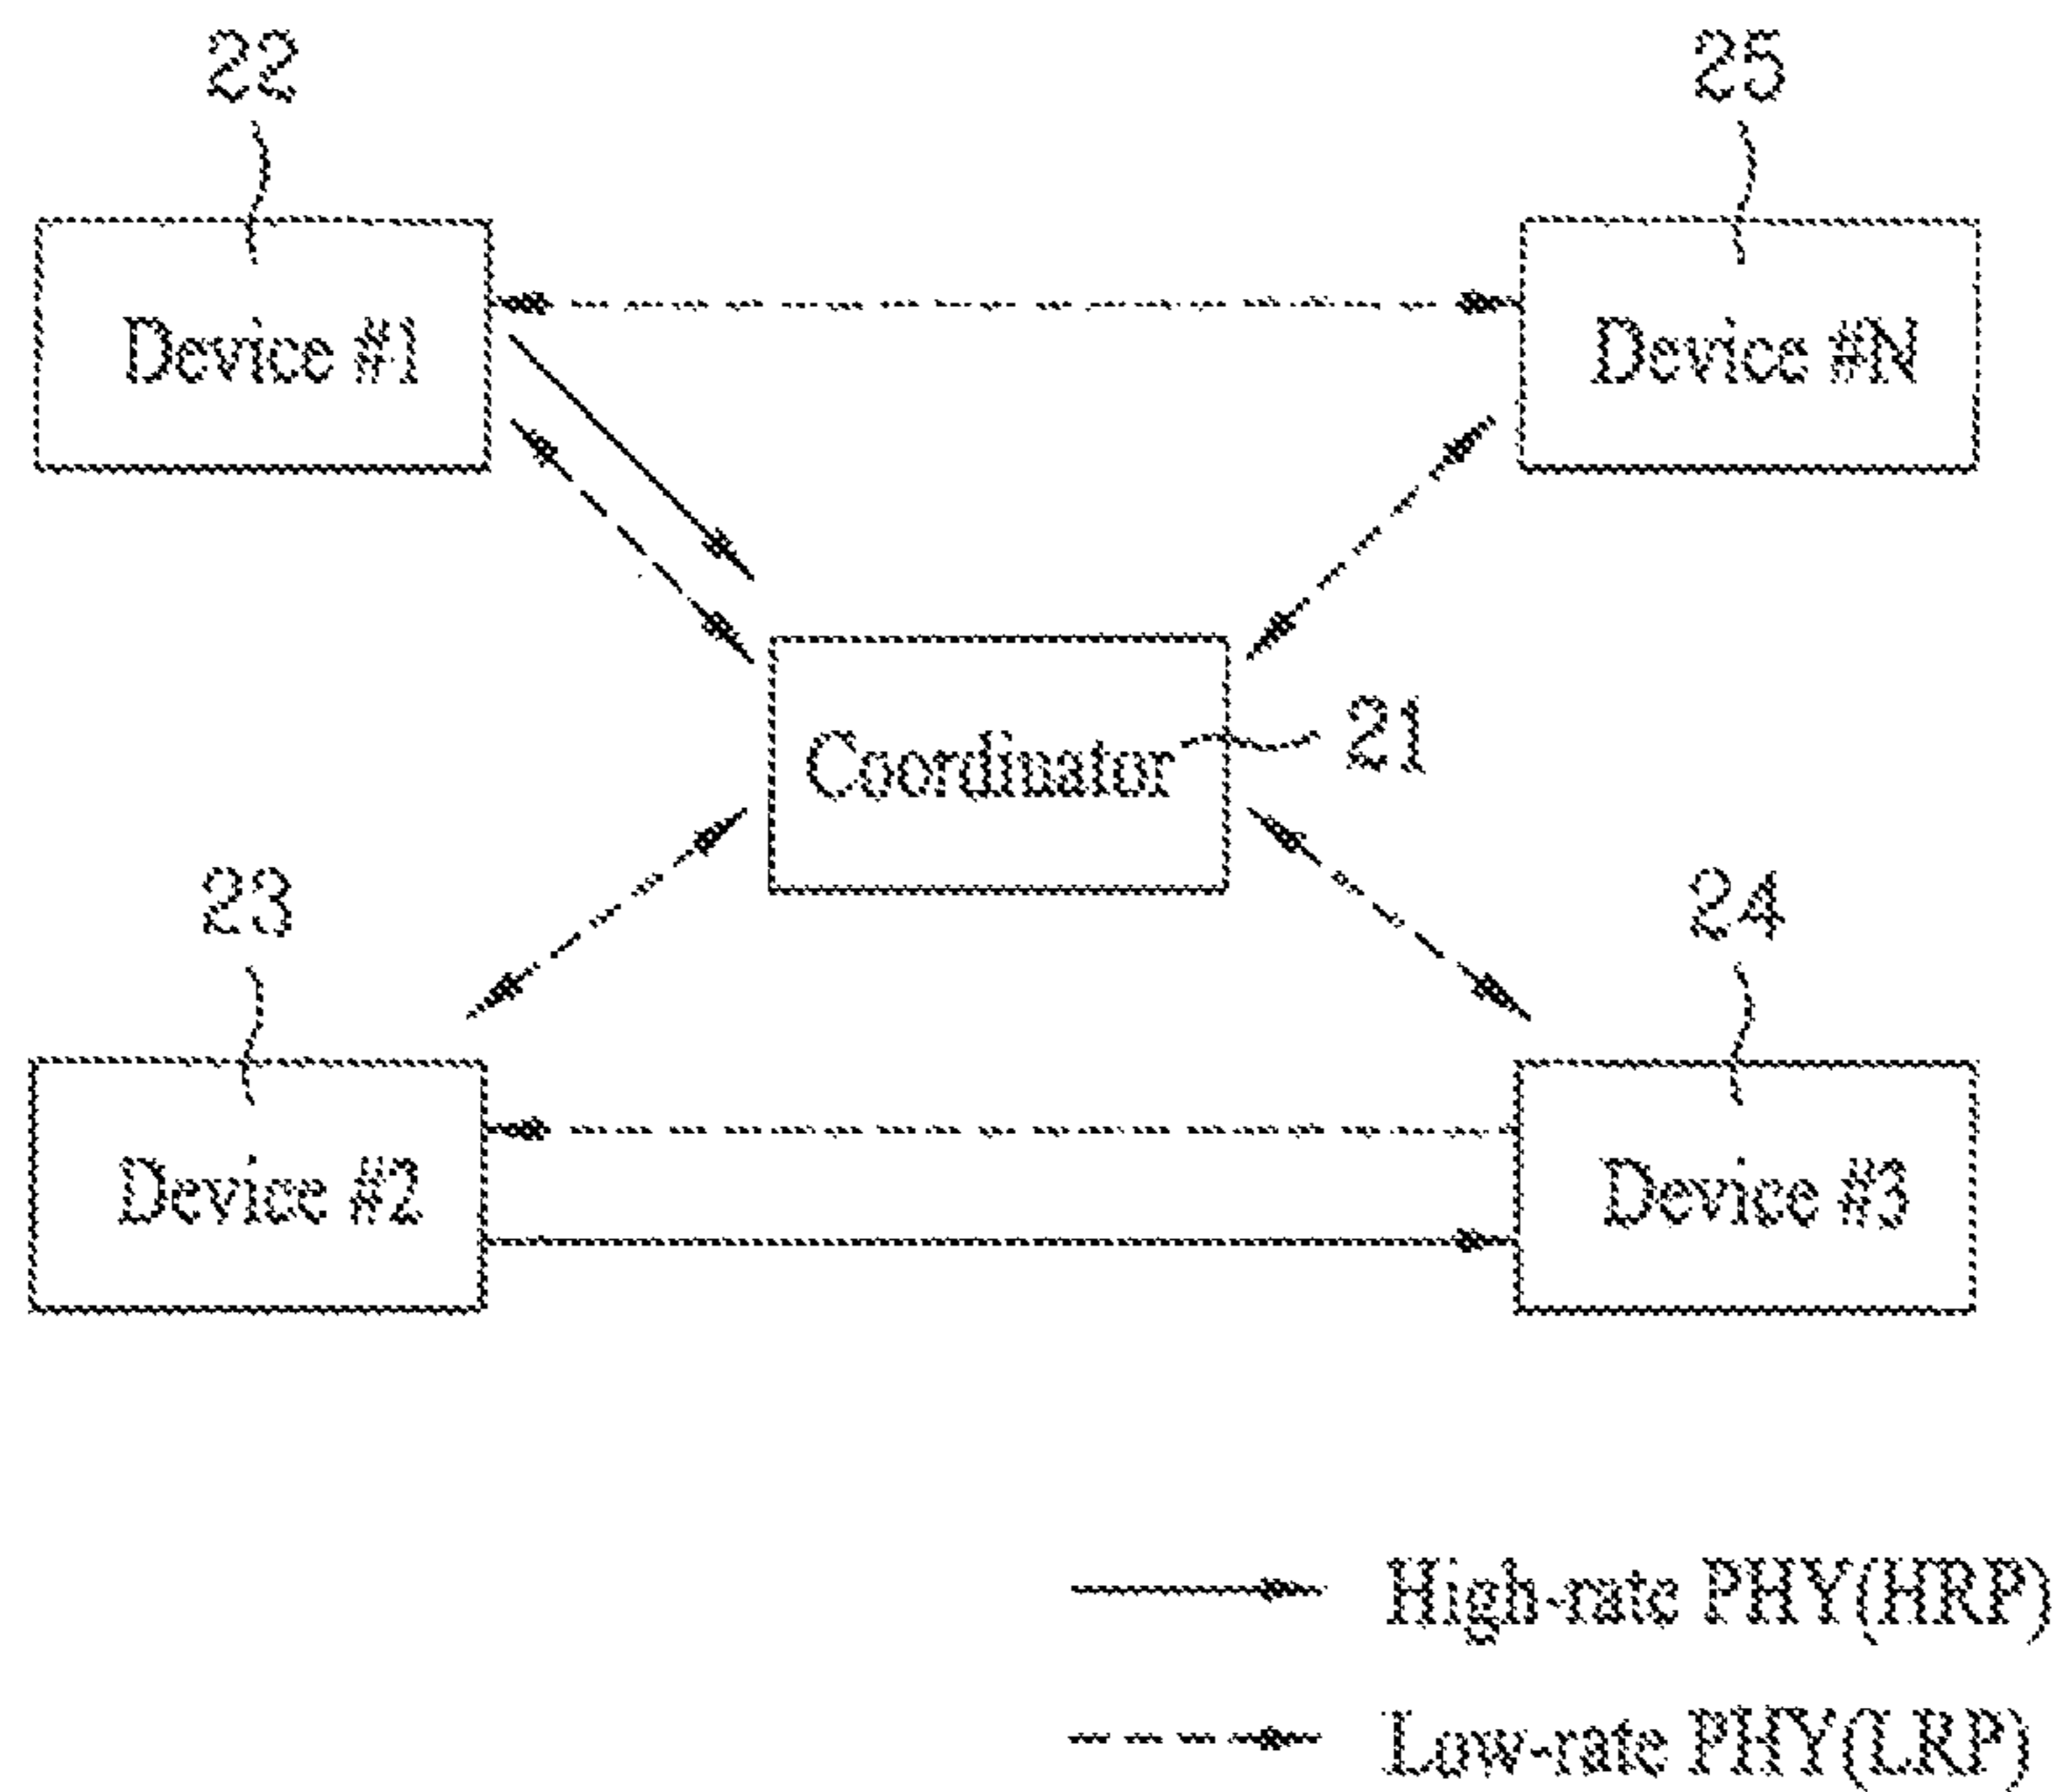 22
25
Device #1
Device #N
Coordinator
21
23
24
Device #2
Device #3
High-rate PHY(HRP)
Low-rate PHY(LRP)